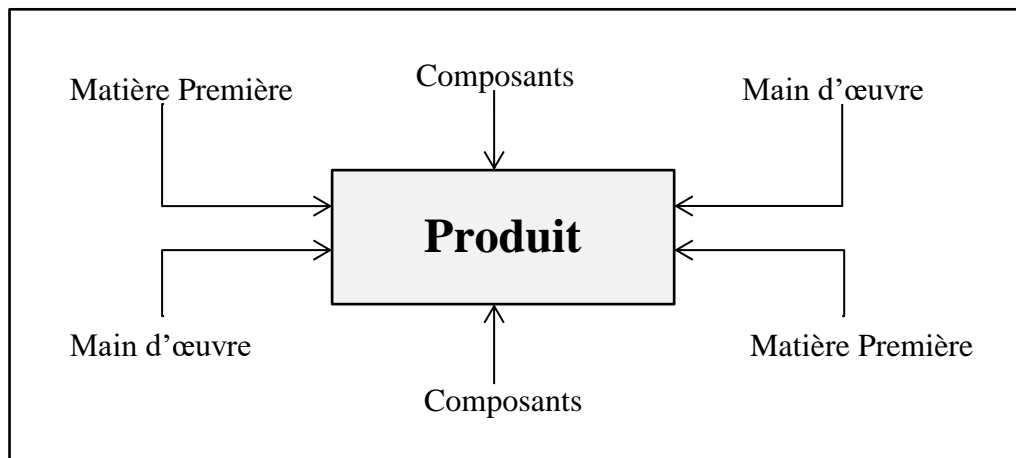 Matière Première
Composants
Main d'œuvre
Produit
Main d'œuvre
Matière Première
Composants